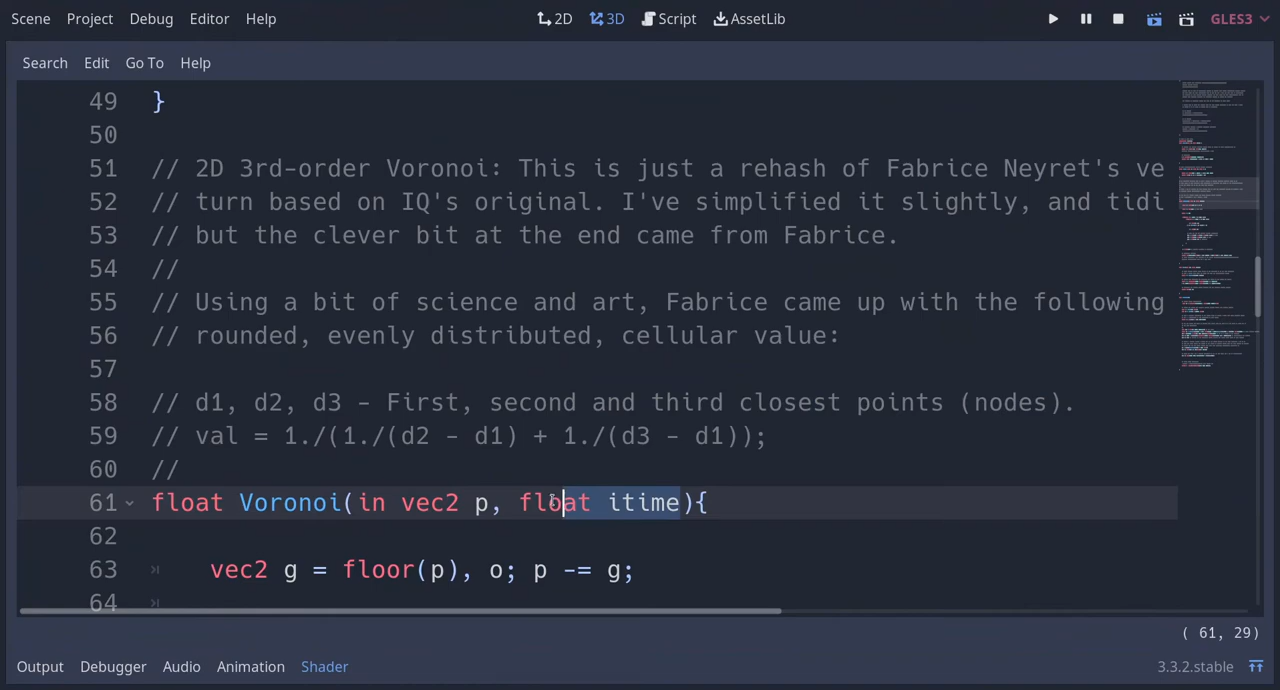 Scene Project Debug Editor Help 2D 3D Script AssetLib GLES3
Search Edit Go To Help
49 }
50
51 // 2D 3rd-order Voronoi: This is just a rehash of Fabrice Neyret's ve
52 // turn based on IQ's original. I've simplified it slightly, and tidi
53 // but the clever bit at the end came from Fabrice.
54 //
55 // Using a bit of science and art, Fabrice came up with the following
56 // rounded, evenly distributed, cellular value:
57
58 // d1, d2, d3 - First, second and third closest points (nodes).
59 // val = 1./(1./(d2 - d1) + 1./(d3 - d1));
60 //
61 float Voronoi(in vec2 p, float itime){
62
63 vec2 g = floor(p), o; p -= g;
64
( 61, 29)
Output Debugger Audio Animation Shader 3.3.2.stable